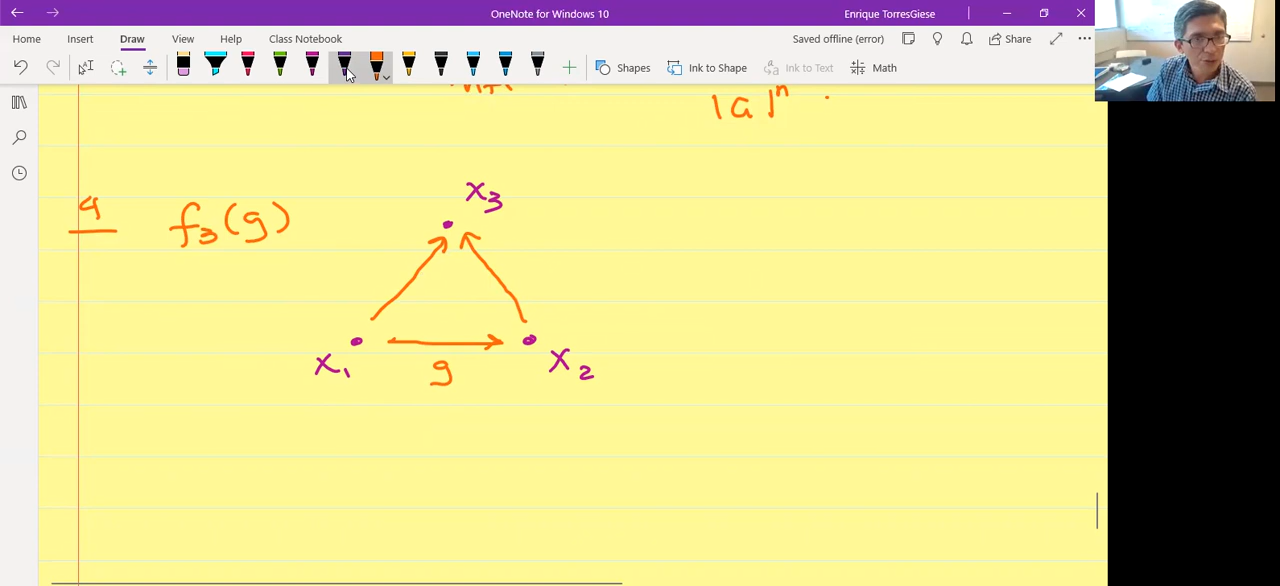 OneNote for Windows 10
Enrique TorresGiese
Home Insert Draw View Help Class Notebook
Saved offline (error)
Share
Shapes
Ink to Shape
Ink to Text
Math
|a|ⁿ
9 f₃(g)
x₃
x₁ g x₂